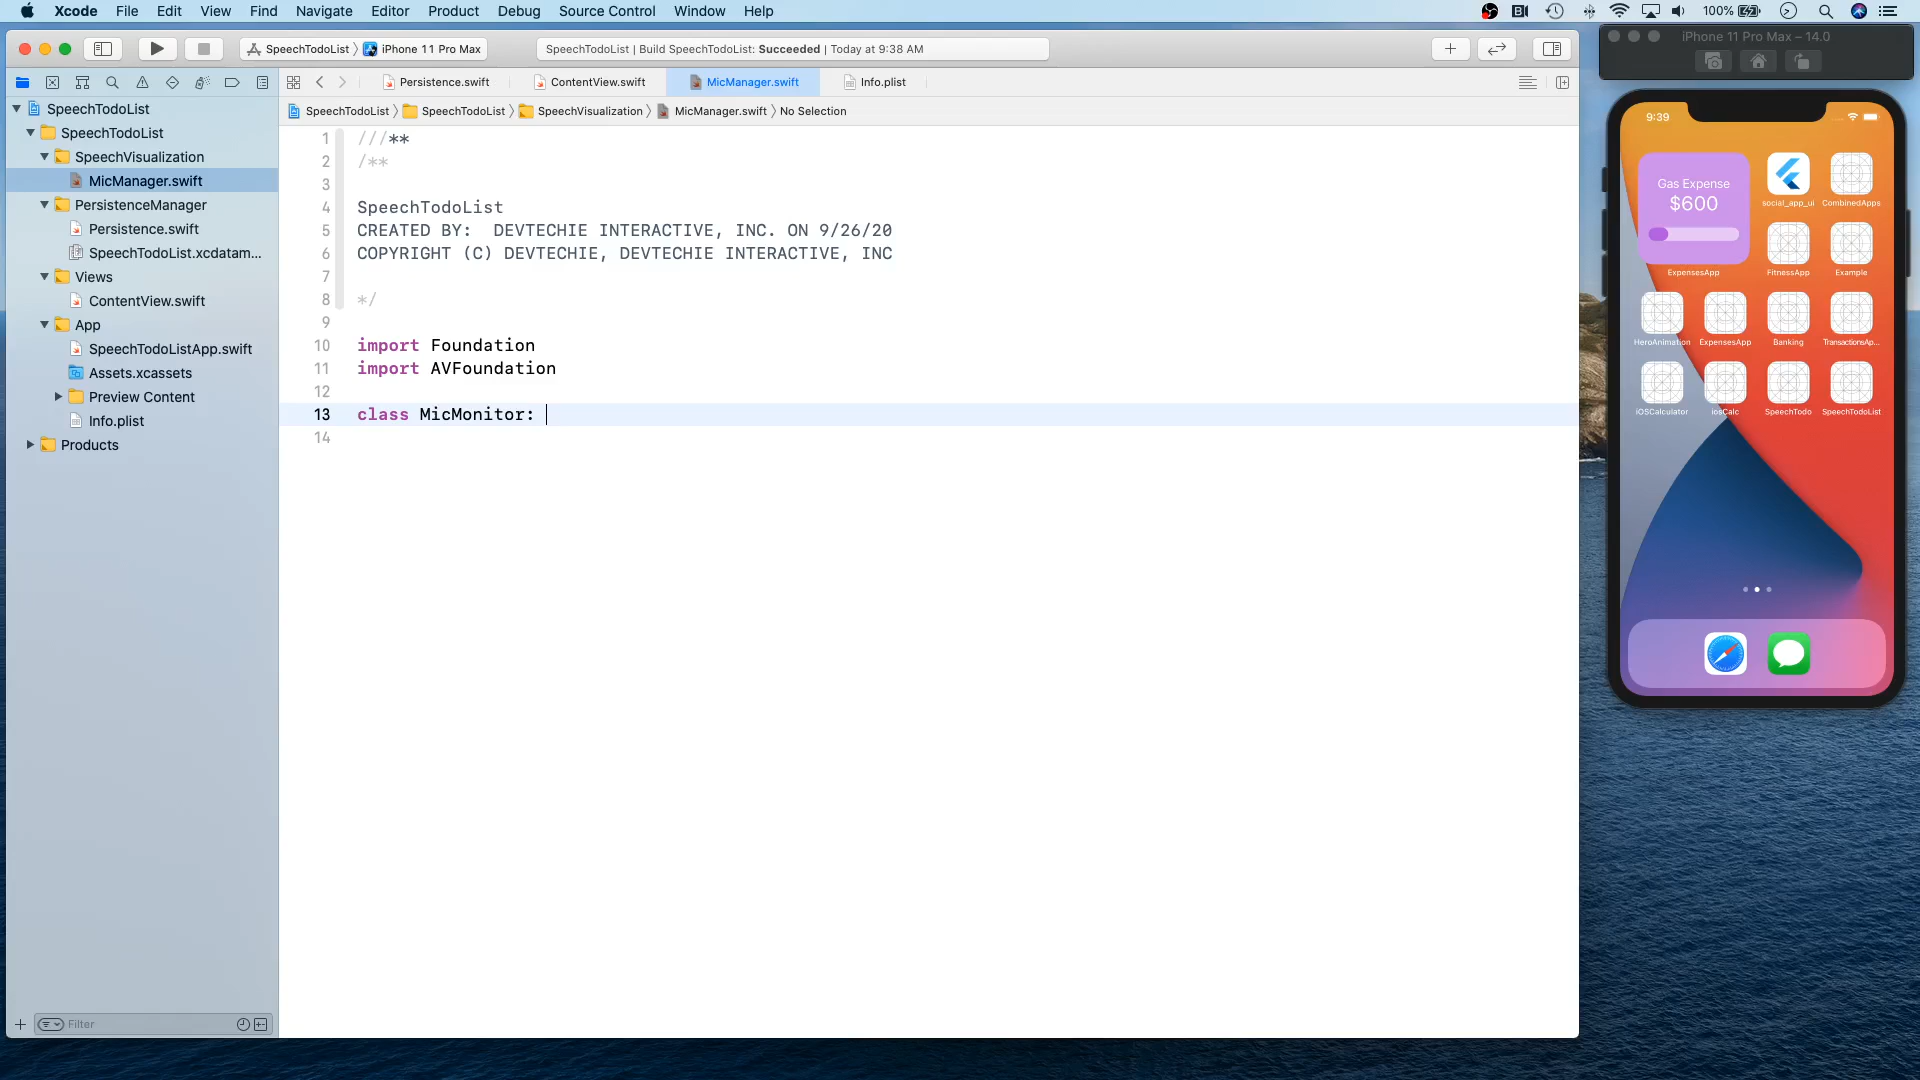 Xcode File Edit View Find Navigate Editor Product Debug Source Control Window Help
100%
SpeechTodoList iPhone 11 Pro Max
SpeechTodoList | Build SpeechTodoList: Succeeded | Today at 9:38 AM
iPhone 11 Pro Max – 14.0
Persistence.swift ContentView.swift MicManager.swift Info.plist
SpeechTodoList SpeechTodoList SpeechVisualization MicManager.swift No Selection
SpeechTodoList
SpeechTodoList
SpeechVisualization
MicManager.swift
PersistenceManager
Persistence.swift
SpeechTodoList.xcdatam...
Views
ContentView.swift
App
SpeechTodoListApp.swift
Assets.xcassets
Preview Content
Info.plist
Products
Filter
1 ///**
2 /**
3
4 SpeechTodoList
5 CREATED BY: DEVTECHIE INTERACTIVE, INC. ON 9/26/20
6 COPYRIGHT (C) DEVTECHIE, DEVTECHIE INTERACTIVE, INC
7
8 */
9
10 import Foundation
11 import AVFoundation
12
13 class MicMonitor:
14
9:39
Gas Expense
$600
ExpensesApp
social_app_ui CombinedApps
FitnessApp Example
HeroAnimation ExpensesApp Banking TransactionsAp...
iOSCalculator iosCalc SpeechTodo SpeechTodoList